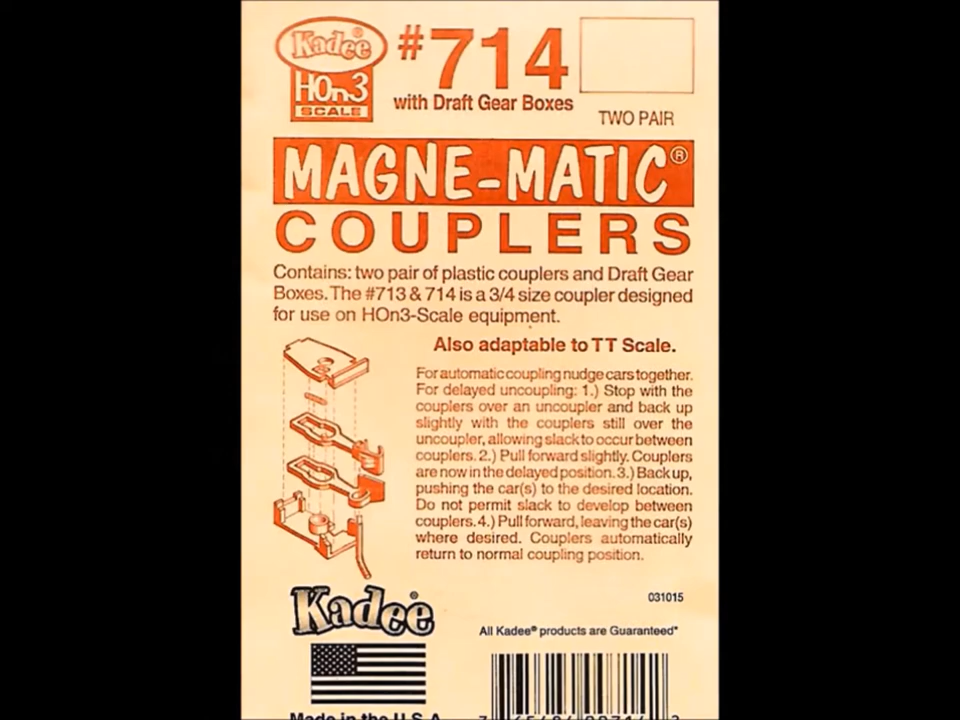 Kadee®
HOn3
SCALE
#714
with Draft Gear Boxes
TWO PAIR
MAGNE-MATIC®
COUPLERS
Contains: two pair of plastic couplers and Draft Gear
Boxes. The #713 & 714 is a 3/4 size coupler designed
for use on HOn3-Scale equipment.
Also adaptable to TT Scale.
For automatic coupling nudge cars together.
For delayed uncoupling: 1.) Stop with the
couplers over an uncoupler and back up
slightly with the couplers still over the
uncoupler, allowing slack to occur between
couplers. 2.) Pull forward slightly. Couplers
are now in the delayed position. 3.) Back up,
pushing the car(s) to the desired location.
Do not permit slack to develop between
couplers. 4.) Pull forward, leaving the car(s)
where desired. Couplers automatically
return to normal coupling position.
031015
Kadee®
All Kadee® products are Guaranteed*
Made in the U.S.A.